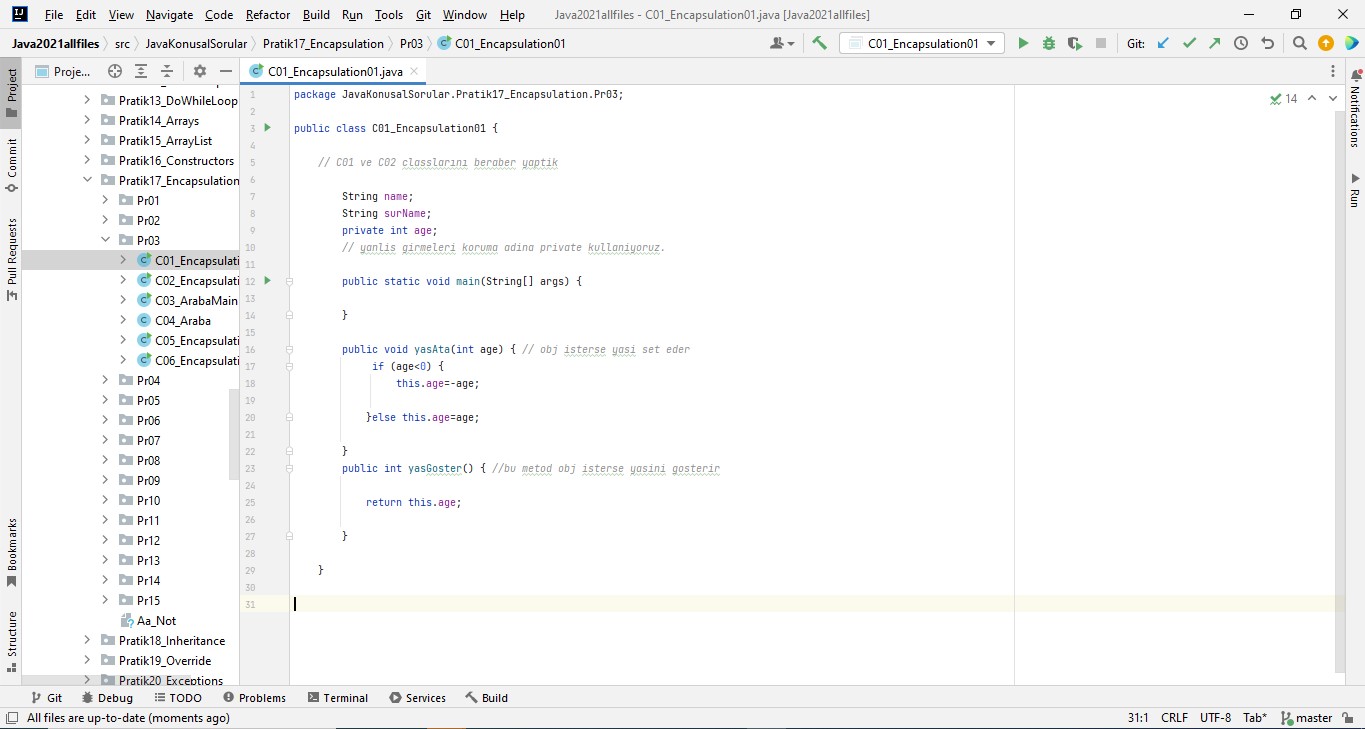 File Edit View Navigate Code Refactor Build Run Tools Git Window Help Java2021allfiles - C01_Encapsulation01.java [Java2021allfiles]
Java2021allfiles src JavaKonusalSorular Pratik17_Encapsulation Pr03 C01_Encapsulation01 C01_Encapsulation01 Git:
Project
Commit
Pull Requests
Bookmarks
Structure
Proje...
Pratik13_DoWhileLoop
Pratik14_Arrays
Pratik15_ArrayList
Pratik16_Constructors
Pratik17_Encapsulation
Pr01
Pr02
Pr03
C01_Encapsulati
C02_Encapsulati
C03_ArabaMain
C04_Araba
C05_Encapsulati
C06_Encapsulati
Pr04
Pr05
Pr06
Pr07
Pr08
Pr09
Pr10
Pr11
Pr12
Pr13
Pr14
Pr15
Aa_Not
Pratik18_Inheritance
Pratik19_Override
Pratik20_Exceptions
C01_Encapsulation01.java
14
1 package JavaKonusalSorular.Pratik17_Encapsulation.Pr03;
2
3 public class C01_Encapsulation01 {
4
5 // C01 ve C02 classlarını beraber yaptik
6
7 String name;
8 String surName;
9 private int age;
10 // yanlis girmeleri koruma adina private kullaniyoruz.
11
12 public static void main(String[] args) {
13
14 }
15
16 public void yasAta(int age) { // obj isterse yasi set eder
17 if (age<0) {
18 this.age=-age;
19
20 }else this.age=age;
21
22 }
23 public int yasGoster() { //bu metod obj isterse yasini gosterir
24
25 return this.age;
26
27 }
28
29 }
30
31
Notifications
Run
Git Debug TODO Problems Terminal Services Build
All files are up-to-date (moments ago) 31:1 CRLF UTF-8 Tab* master